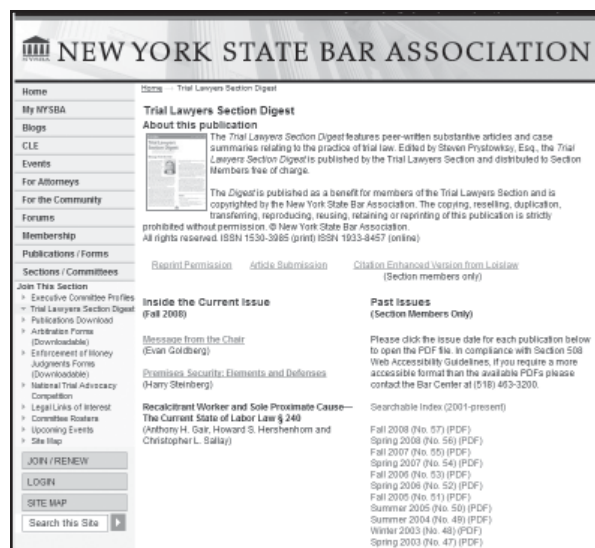 NEW YORK STATE BAR ASSOCIATION
Home
My NYSBA
Blogs
CLE
Events
For Attorneys
For the Community
Forums
Membership
Publications / Forms
Sections / Committees
Join This Section
Executive Committee Profiles
Trial Lawyers Section Digest
Publications Download
Arbitration Forms
(Downloadable)
Enforcement of Money
Judgments Forms
(Downloadable)
National Trial Advocacy
Competition
Legal Links of Interest
Committee Rosters
Upcoming Events
Site Map
JOIN / RENEW
LOGIN
SITE MAP
Search this Site
Home Trial Lawyers Section Digest
Trial Lawyers Section Digest
About this publication
The Trial Lawyers Section Digest features peer-written substantive articles and case
summaries relating to the practice of trial law. Edited by Steven Prystowsky, Esq., the Trial
Lawyers Section Digest is published by the Trial Lawyers Section and distributed to Section
Members free of charge.
The Digest is published as a benefit for members of the Trial Lawyers Section and is
copyrighted by the New York State Bar Association. The copying, reselling, duplication,
transferring, reproducing, reusing, retaining or reprinting of this publication is strictly
prohibited without permission. © New York State Bar Association.
All rights reserved. ISSN 1530-3985 (print) ISSN 1933-8457 (online)
Reprint Permission Article Submission Citation Enhanced Version from Loislaw
(Section members only)
Inside the Current Issue
(Fall 2008)
Message from the Chair
(Evan Goldberg)
Premises Security: Elements and Defenses
(Harry Steinberg)
Recalcitrant Worker and Sole Proximate Cause—
The Current State of Labor Law § 240
(Anthony H. Gair, Howard S. Hershenhorn and
Christopher L. Sallay)
Past Issues
(Section Members Only)
Please click the issue date for each publication below
to open the PDF file. In compliance with Section 508
Web Accessibility Guidelines, if you require a more
accessible format than the available PDFs please
contact the Bar Center at (518) 463-3200.
Searchable Index (2001-present)
Fall 2008 (No. 57) (PDF)
Spring 2008 (No. 56) (PDF)
Fall 2007 (No. 55) (PDF)
Spring 2007 (No. 54) (PDF)
Fall 2006 (No. 53) (PDF)
Spring 2006 (No. 52) (PDF)
Fall 2005 (No. 51) (PDF)
Summer 2005 (No. 50) (PDF)
Summer 2004 (No. 49) (PDF)
Winter 2003 (No. 48) (PDF)
Spring 2003 (No. 47) (PDF)